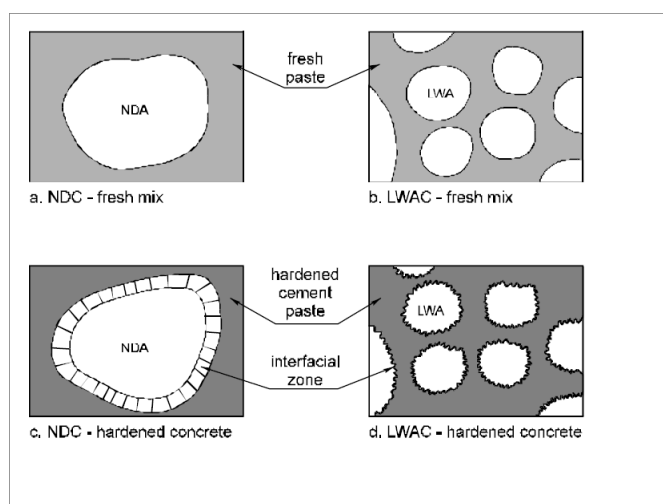 NDA
fresh
paste
LWA
a. NDC - fresh mix
b. LWAC - fresh mix
hardened
cement
paste
NDA
LWA
interfacial
zone
c. NDC - hardened concrete
d. LWAC - hardened concrete